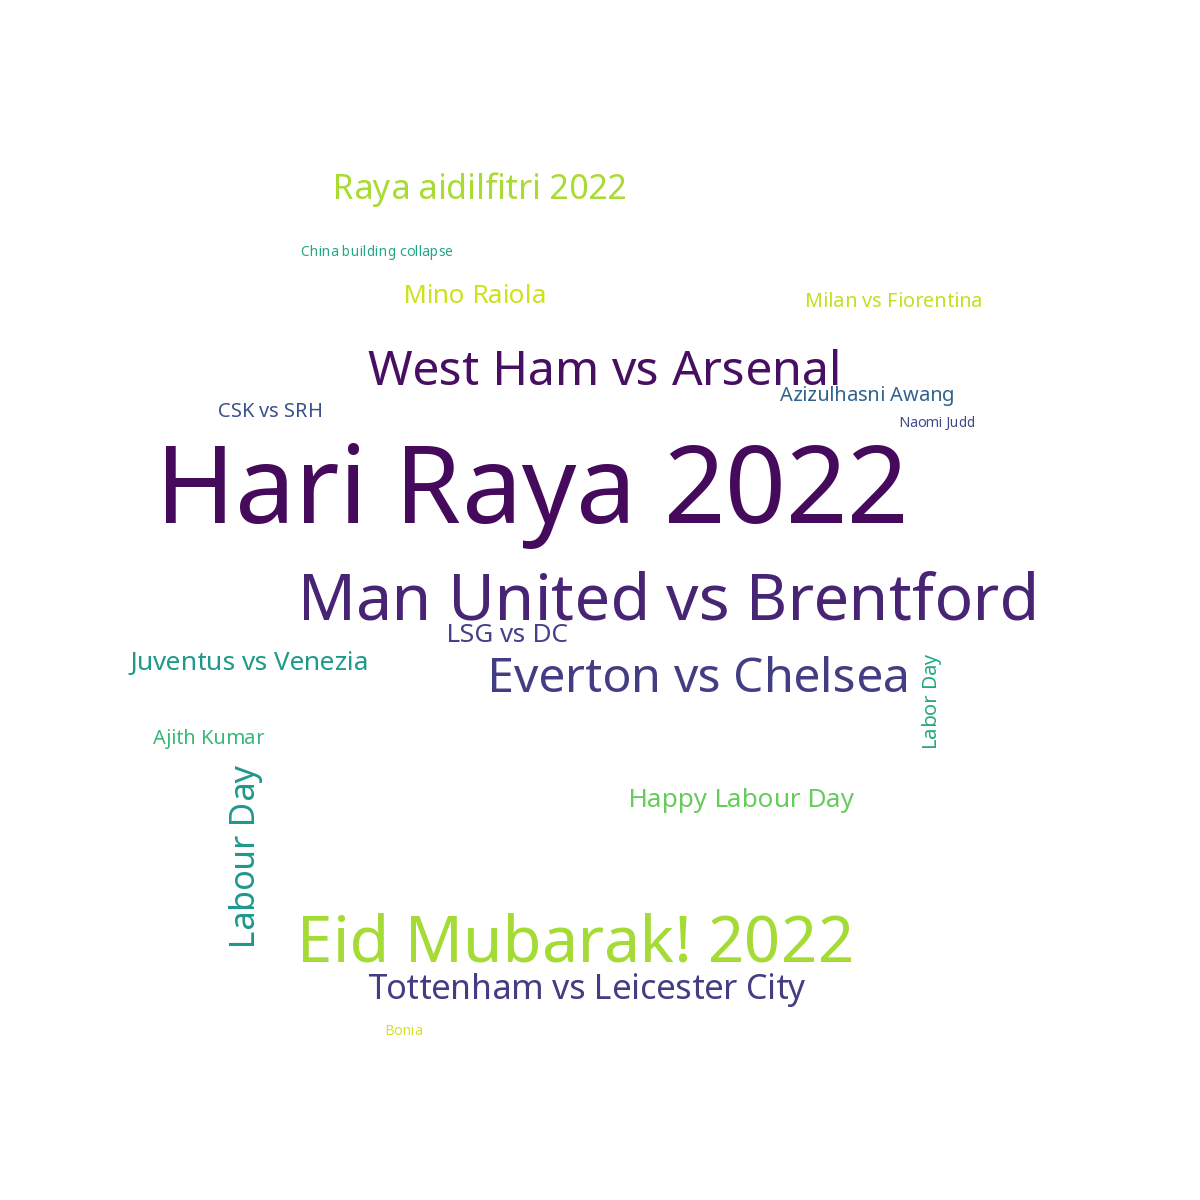 Raya aidilfitri 2022
China building collapse
Mino Raiola
Milan vs Fiorentina
West Ham vs Arsenal
Azizulhasni Awang
CSK vs SRH
Naomi Judd
Hari Raya 2022
Man United vs Brentford
LSG vs DC
Juventus vs Venezia
Everton vs Chelsea
Labor Day
Ajith Kumar
Happy Labour Day
Labour Day
Eid Mubarak! 2022
Tottenham vs Leicester City
Bonia